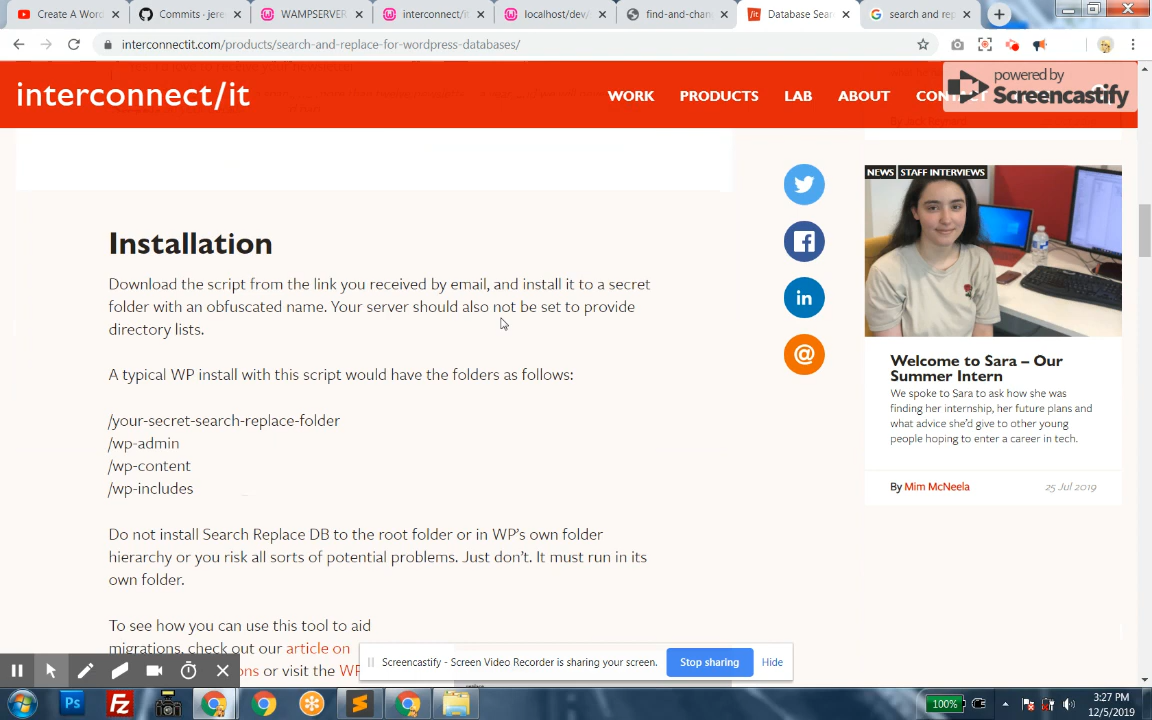 Create A Wo
Commits - jere
WAMPSERVER
interconnect/i
localhost/dev/
find-and-chan
Database Sear
search and rep
interconnectit.com/products/search-and-replace-for-wordpress-databases/
interconnect/it
WORK
PRODUCTS
LAB
ABOUT
powered by
Screencastify
NEWS
STAFF INTERVIEWS
Installation
Download the script from the link you received by email, and install it to a secret
folder with an obfuscated name. Your server should also not be set to provide
directory lists.
A typical WP install with this script would have the folders as follows:
/your-secret-search-replace-folder
/wp-admin
/wp-content
/wp-includes
Do not install Search Replace DB to the root folder or in WP's own folder
hierarchy or you risk all sorts of potential problems. Just don't. It must run in its
own folder.
To see how you can use this tool to aid
migrations, check out our article on
ons or visit the WP
in
@
Welcome to Sara – Our
Summer Intern
We spoke to Sara to ask how she was
finding her internship, her future plans and
what advice she'd give to other young
people hoping to enter a career in tech.
By Mim McNeela
25 Jul 2019
Screencastify - Screen Video Recorder is sharing your screen.
Stop sharing
Hide
Ps
Fz
100%
3:27 PM
12/5/2019